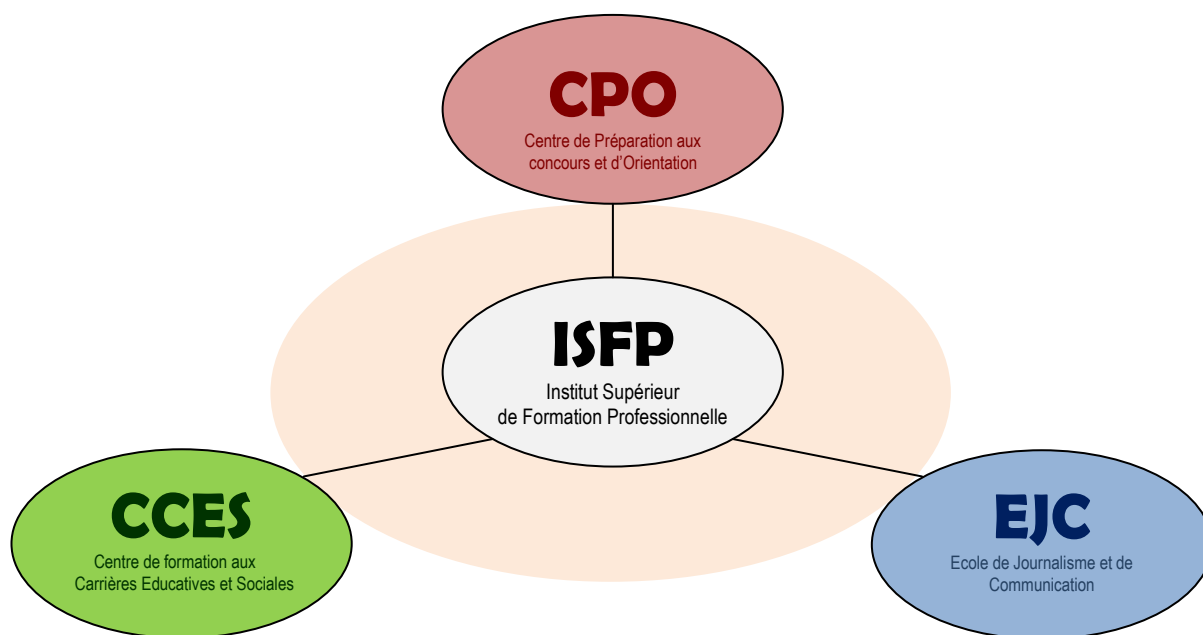 CPO
Centre de Préparation aux
concours et d’Orientation
ISFP
Institut Supérieur
de Formation Professionnelle
CCES
Centre de formation aux
Carrières Educatives et Sociales
EJC
Ecole de Journalisme et de
Communication